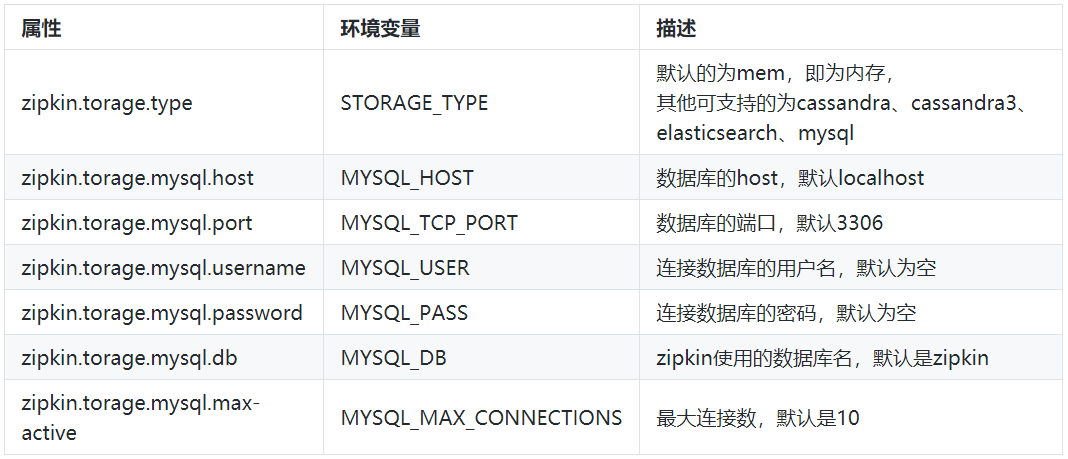 属性 环境变量 描述
zipkin.torage.type STORAGE_TYPE 默认的为mem，即为内存，
其他可支持的为cassandra、cassandra3、
elasticsearch、mysql
zipkin.torage.mysql.host MYSQL_HOST 数据库的host，默认localhost
zipkin.torage.mysql.port MYSQL_TCP_PORT 数据库的端口，默认3306
zipkin.torage.mysql.username MYSQL_USER 连接数据库的用户名，默认为空
zipkin.torage.mysql.password MYSQL_PASS 连接数据库的密码，默认为空
zipkin.torage.mysql.db MYSQL_DB zipkin使用的数据库名，默认是zipkin
zipkin.torage.mysql.max-
active MYSQL_MAX_CONNECTIONS 最大连接数，默认是10